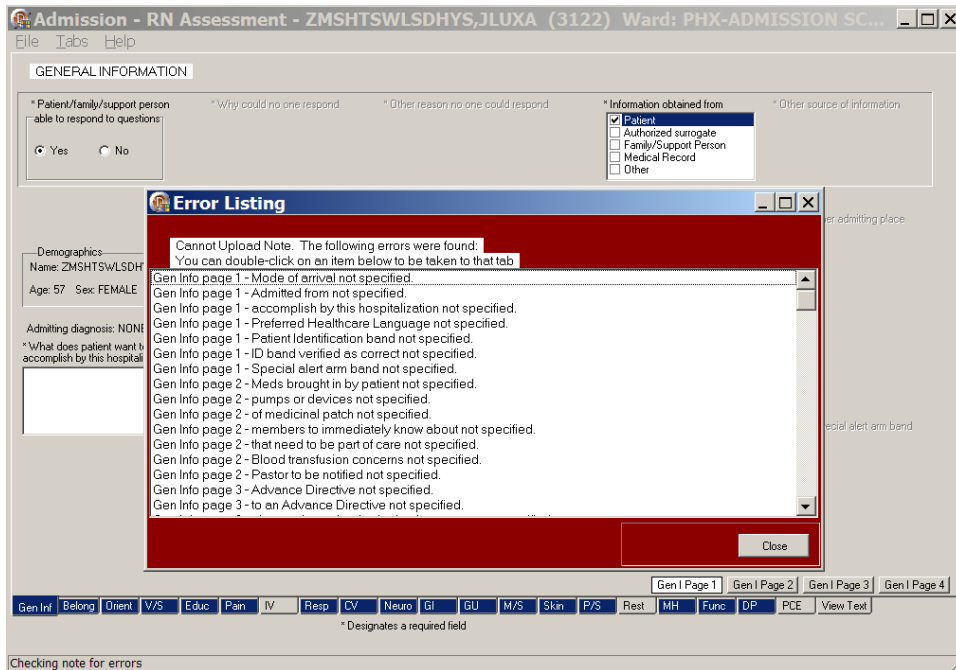 Admission - RN Assessment - ZMSHTSWLSDHYS,JLUXA (3122) Ward: PHX-ADMISSION SC...
File Tabs Help
GENERAL INFORMATION
* Patient/family/support person
able to respond to questions
Yes No
* Why could no one respond
* Other reason no one could respond
* Information obtained from
Patient
Authorized surrogate
Family/Support Person
Medical Record
Other
* Other source of information
er admitting place
Demographics
Name: ZMSHTSWLSDH
Age: 57 Sex: FEMALE
Admitting diagnosis: NONE
* What does patient want t
accomplish by this hospitali
ecial alert arm band
Error Listing
Cannot Upload Note. The following errors were found:
You can double-click on an item below to be taken to that tab
Gen Info page 1 - Mode of arrival not specified.
Gen Info page 1 - Admitted from not specified.
Gen Info page 1 - accomplish by this hospitalization not specified.
Gen Info page 1 - Preferred Healthcare Language not specified.
Gen Info page 1 - Patient Identification band not specified.
Gen Info page 1 - ID band verified as correct not specified.
Gen Info page 1 - Special alert arm band not specified.
Gen Info page 2 - Meds brought in by patient not specified.
Gen Info page 2 - pumps or devices not specified.
Gen Info page 2 - of medicinal patch not specified.
Gen Info page 2 - members to immediately know about not specified.
Gen Info page 2 - that need to be part of care not specified.
Gen Info page 2 - Blood transfusion concerns not specified.
Gen Info page 2 - Pastor to be notified not specified.
Gen Info page 3 - Advance Directive not specified.
Gen Info page 3 - to an Advance Directive not specified.
Close
Gen I Page 1 Gen I Page 2 Gen I Page 3 Gen I Page 4
Gen Inf Belong Orient V/S Educ Pain IV Resp CV Neuro GI GU M/S Skin P/S Rest MH Func DP PCE View Text
* Designates a required field
Checking note for errors